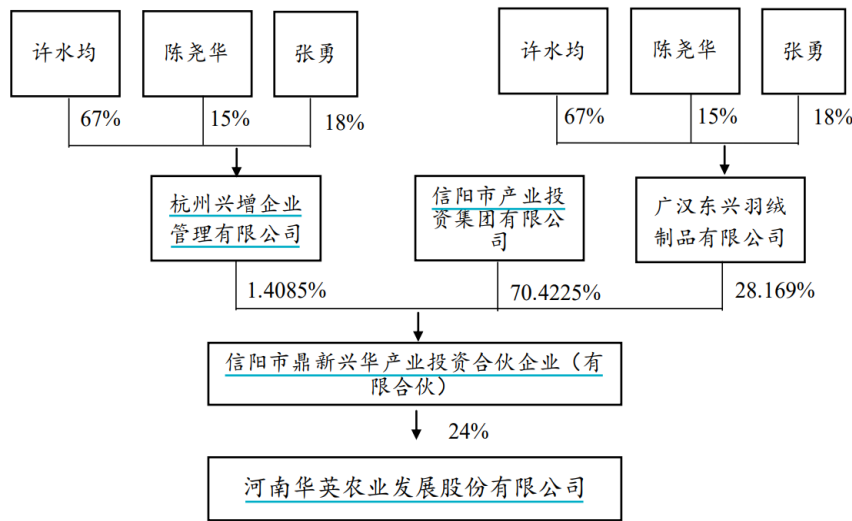 许水均
陈尧华
张勇
许水均
陈尧华
张勇
67%
15%
18%
67%
15%
18%
杭州兴增企业
管理有限公司
信阳市产业投
资集团有限公
司
广汉东兴羽绒
制品有限公司
1.4085%
70.4225%
28.169%
信阳市鼎新兴华产业投资合伙企业（有
限合伙）
24%
河南华英农业发展股份有限公司